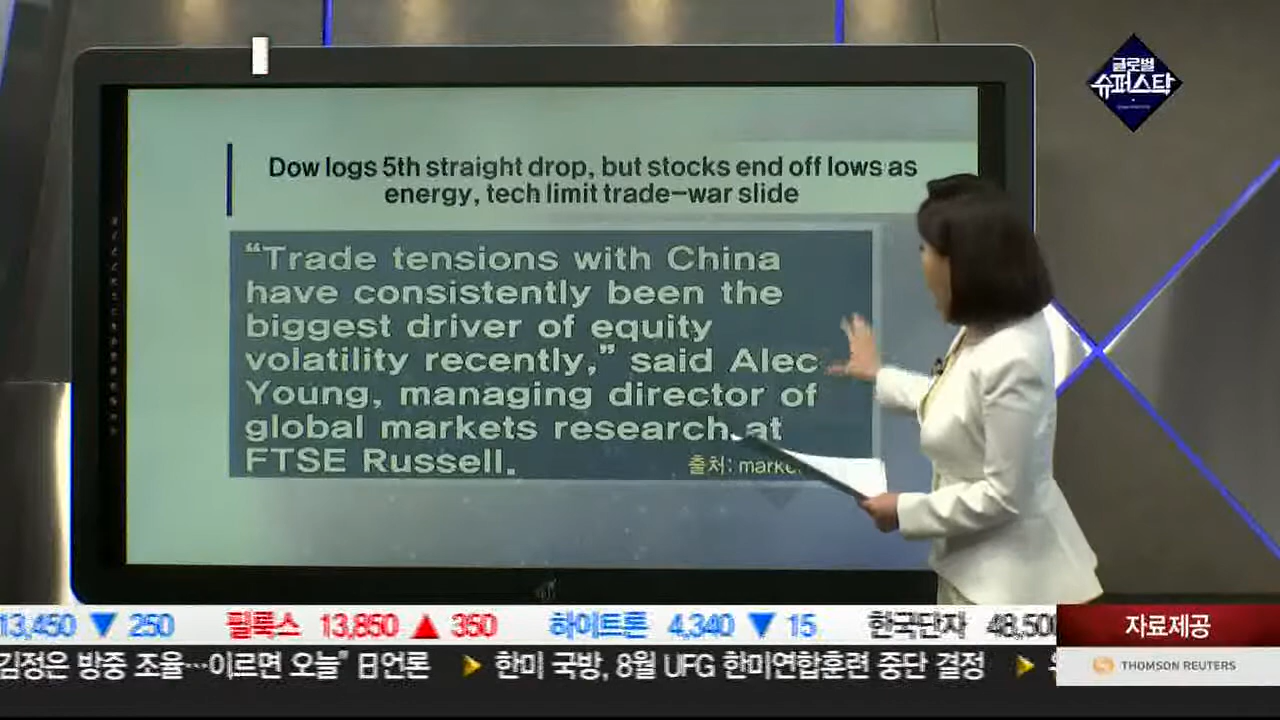 글로벌
슈퍼스탁
Dow logs 5th straight drop, but stocks end off lows as
energy, tech limit trade-war slide
“Trade tensions with China
have consistently been the
biggest driver of equity
volatility recently,” said Alec
Young, managing director of
global markets research at
FTSE Russell.
출처: marke
13,450 ▼ 250 필룩스 13,850 ▲ 350 하이트론 4,340 ▼ 15 한국단자 48,50
자료제공
김정은 방중 조율…이르면 오늘” 日언론 ▶ 한미 국방, 8월 UFG 한미연합훈련 중단 결정 ▶
THOMSON REUTERS